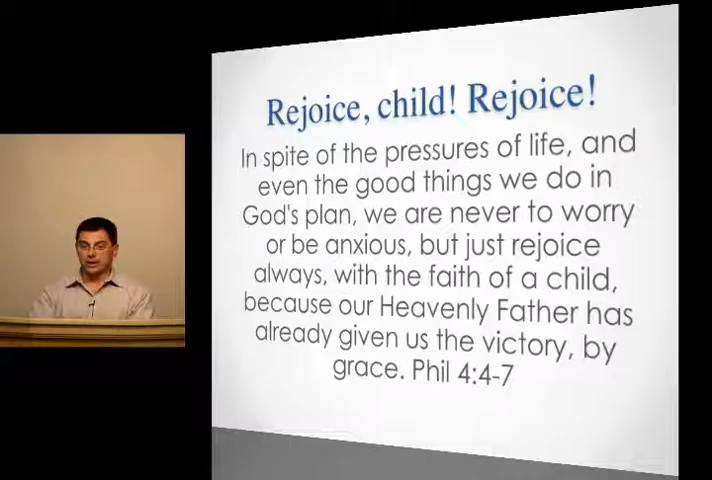 Rejoice, child! Rejoice!
In spite of the pressures of life, and
even the good things we do in
God's plan, we are never to worry
or be anxious, but just rejoice
always, with the faith of a child,
because our Heavenly Father has
already given us the victory, by
grace. Phil 4:4-7